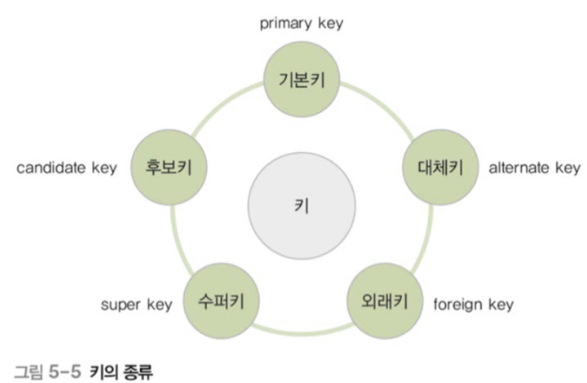 primary key
기본키
candidate key
후보키
대체키
alternate key
키
super key
수퍼키
외래키
foreign key
그림 5-5 키의 종류